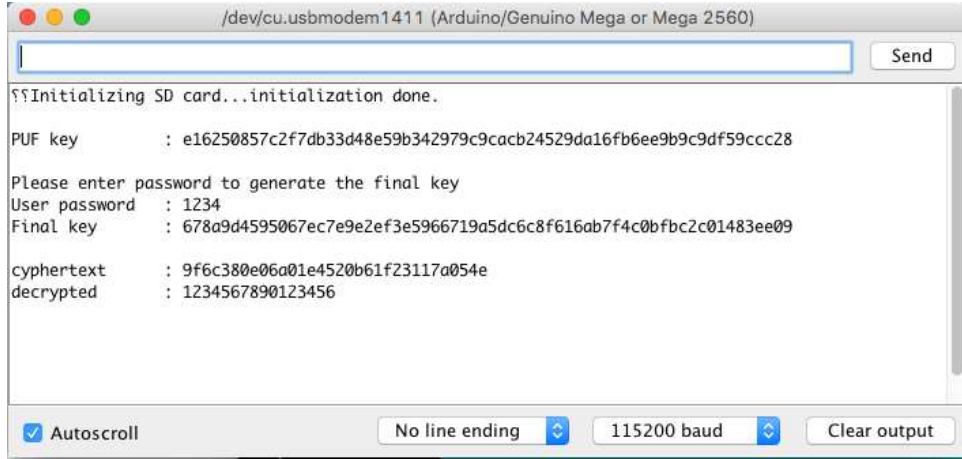 /dev/cu.usbmodem1411 (Arduino/Genuino Mega or Mega 2560)
Send
⸮⸮Initializing SD card...initialization done.
PUF key : e16250857c2f7db33d48e59b342979c9cacb24529da16fb6ee9b9c9df59ccc28
Please enter password to generate the final key
User password : 1234
Final key : 678a9d4595067ec7e9e2ef3e5966719a5dc6c8f616ab7f4c0bfbc2c01483ee09
cyphertext : 9f6c380e06a01e4520b61f23117a054e
decrypted : 1234567890123456
Autoscroll
No line ending
115200 baud
Clear output